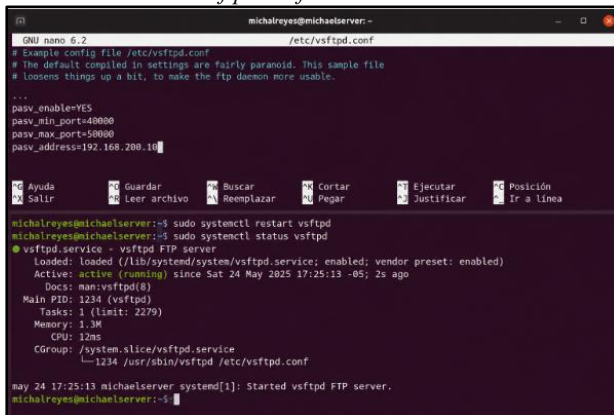 michalreyes@michaelserver: ~
GNU nano 6.2 /etc/vsftpd.conf
# Example config file /etc/vsftpd.conf
# The default compiled in settings are fairly paranoid. This sample file
# loosens things up a bit, to make the ftp daemon more usable.
...
pasv_enable=YES
pasv_min_port=40000
pasv_max_port=50000
pasv_address=192.168.200.10
^G Ayuda ^O Guardar ^W Buscar ^K Cortar ^T Ejecutar ^C Posición
^X Salir ^R Leer archivo ^\ Reemplazar ^U Pegar ^J Justificar ^_ Ir a línea
michalreyes@michaelserver:~$ sudo systemctl restart vsftpd
michalreyes@michaelserver:~$ sudo systemctl status vsftpd
● vsftpd.service - vsftpd FTP server
Loaded: loaded (/lib/systemd/system/vsftpd.service; enabled; vendor preset: enabled)
Active: active (running) since Sat 24 May 2025 17:25:13 -05; 2s ago
Docs: man:vsftpd(8)
Main PID: 1234 (vsftpd)
Tasks: 1 (limit: 2279)
Memory: 1.3M
CPU: 12ms
CGroup: /system.slice/vsftpd.service
└─1234 /usr/sbin/vsftpd /etc/vsftpd.conf
may 24 17:25:13 michaelserver systemd[1]: Started vsftpd FTP server.
michalreyes@michaelserver:~$